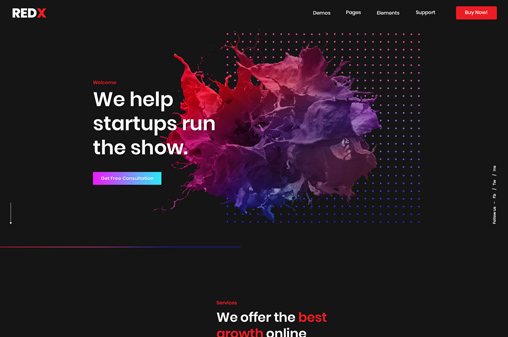 REDX
Demos
Pages
Elements
Support
Buy Now!
Welcome
We help
startups run
the show.
Get Free Consultation
Follow us - Fb / Tw / Ins
Services
We offer the best
growth online